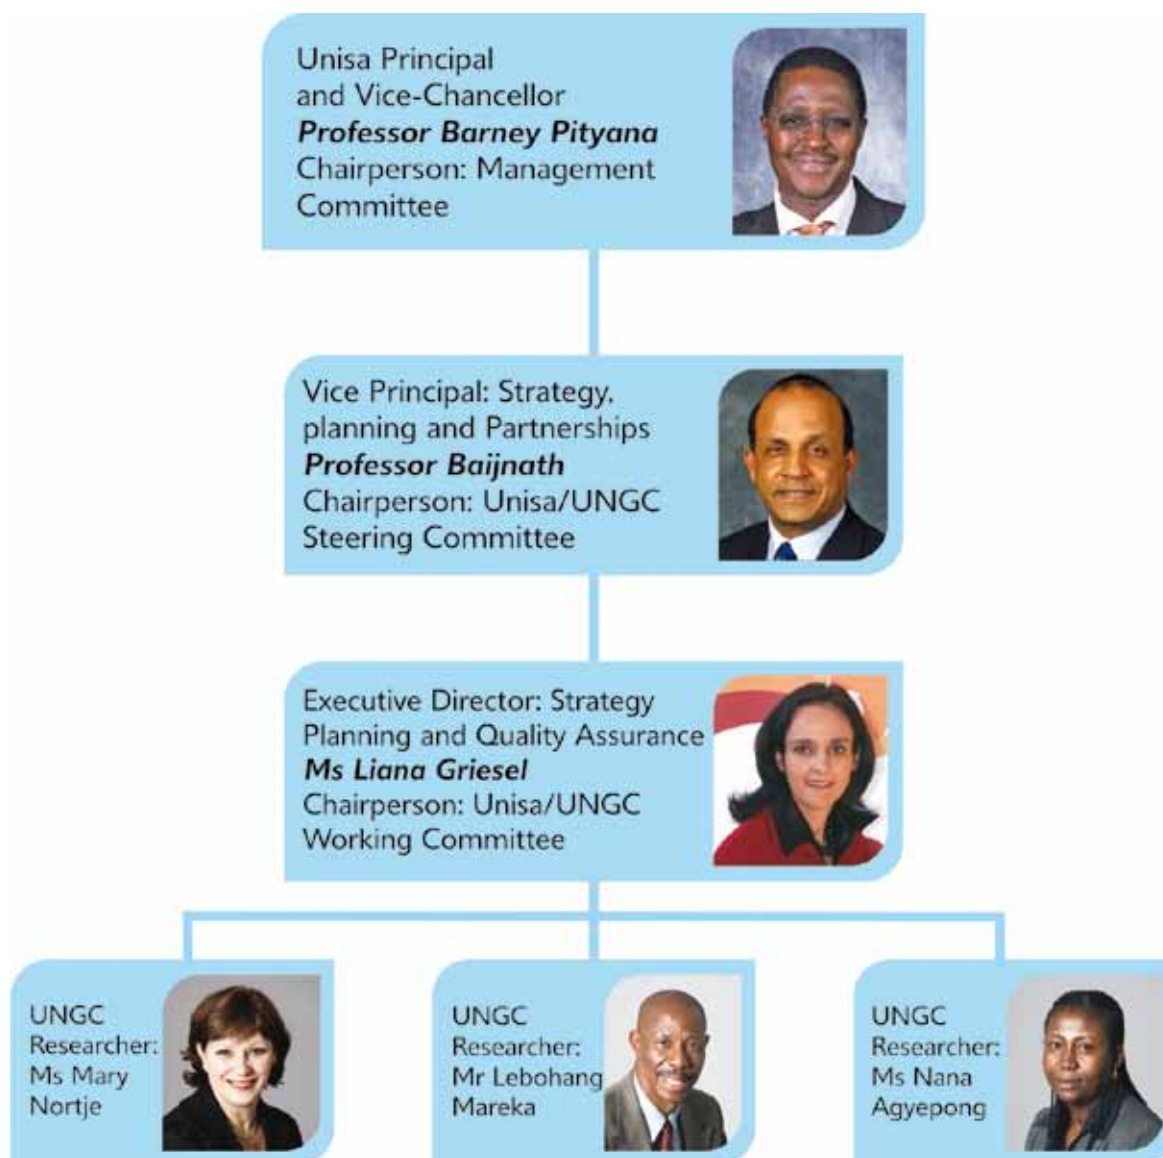 Unisa Principal
and Vice-Chancellor
Professor Barney Pityana
Chairperson: Management
Committee
Vice Principal: Strategy,
planning and Partnerships
Professor Baijnath
Chairperson: Unisa/UNGC
Steering Committee
Executive Director: Strategy
Planning and Quality Assurance
Ms Liana Griesel
Chairperson: Unisa/UNGC
Working Committee
UNGC
Researcher:
Ms Mary
Nortje
UNGC
Researcher:
Mr Lebohang
Mareka
UNGC
Researcher:
Ms Nana
Agyepong